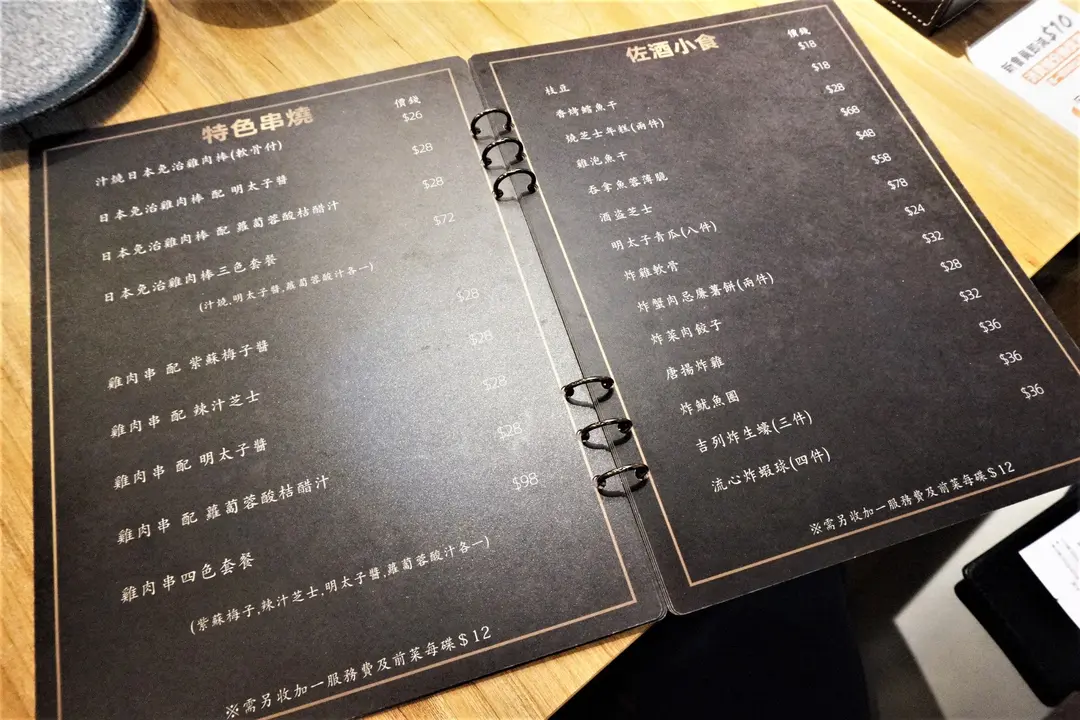 特色串燒
價錢
汁燒日本免治雞肉棒(軟骨付) $26
日本免治雞肉棒 配 明太子醬 $28
日本免治雞肉棒 配 蘿蔔蓉酸枯醋汁 $28
日本免治雞肉棒三色套餐 $72
(汁燒,明太子醬,蘿蔔蓉酸汁各一)
雞肉串 配 紫蘇梅子醬 $28
雞肉串 配 辣汁芝士 $28
雞肉串 配 明太子醬 $28
雞肉串 配 蘿蔔蓉酸枯醋汁 $28
雞肉串四色套餐 $98
(紫蘇梅子,辣汁芝士,明太子醬,蘿蔔蓉酸汁各一)
※需另收加一服務費及前菜每碟$12
佐酒小食
價錢
枝豆 $18
香烤鱈魚干 $18
燒芝士年糕(兩件) $28
雞泡魚干 $68
吞拿魚蓉薄脆 $48
酒盜芝士 $58
明太子青瓜(八件) $78
炸雞軟骨 $24
炸蟹肉忌廉薯餅(兩件) $32
炸菜肉餃子 $28
唐揚炸雞 $32
炸魷魚圈 $36
吉列炸生蠔(三件) $36
流心炸蝦球(四件) $36
※需另收加一服務費及前菜每碟$12
新會員即減$10